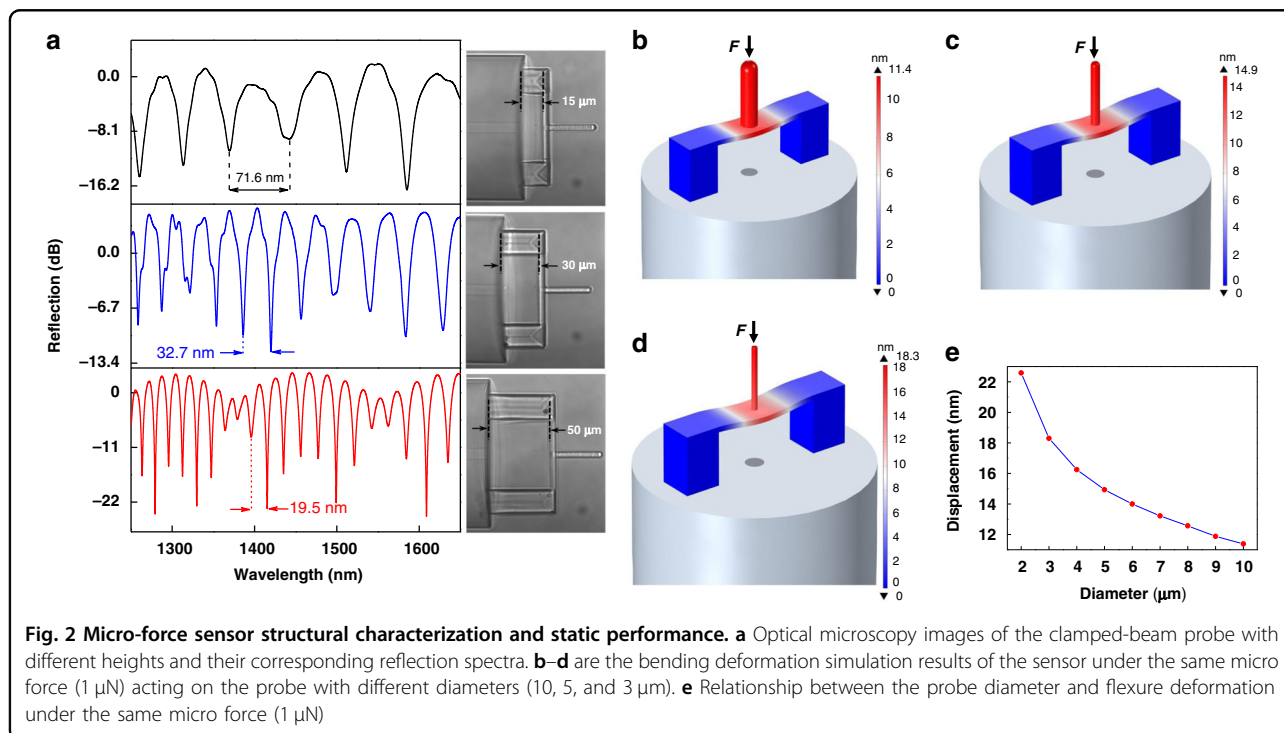 a
Reflection (dB)
0.0
−8.1
−16.2
71.6 nm
0.0
−6.7
−13.4
32.7 nm
0
−11
−22
19.5 nm
1300 1400 1500 1600
Wavelength (nm)
15 μm
30 μm
50 μm
b
F
nm
11.4
10
8
6
4
2
0
0
c
F
nm
14.9
14
12
10
8
6
4
2
0
0
d
F
nm
18.3
18
16
14
12
10
8
6
4
2
0
0
e
Displacement (nm)
22
20
18
16
14
12
2 3 4 5 6 7 8 9 10
Diameter (μm)
Fig. 2 Micro-force sensor structural characterization and static performance. a Optical microscopy images of the clamped-beam probe with
different heights and their corresponding reflection spectra. b–d are the bending deformation simulation results of the sensor under the same micro
force (1 μN) acting on the probe with different diameters (10, 5, and 3 μm). e Relationship between the probe diameter and flexure deformation
under the same micro force (1 μN)